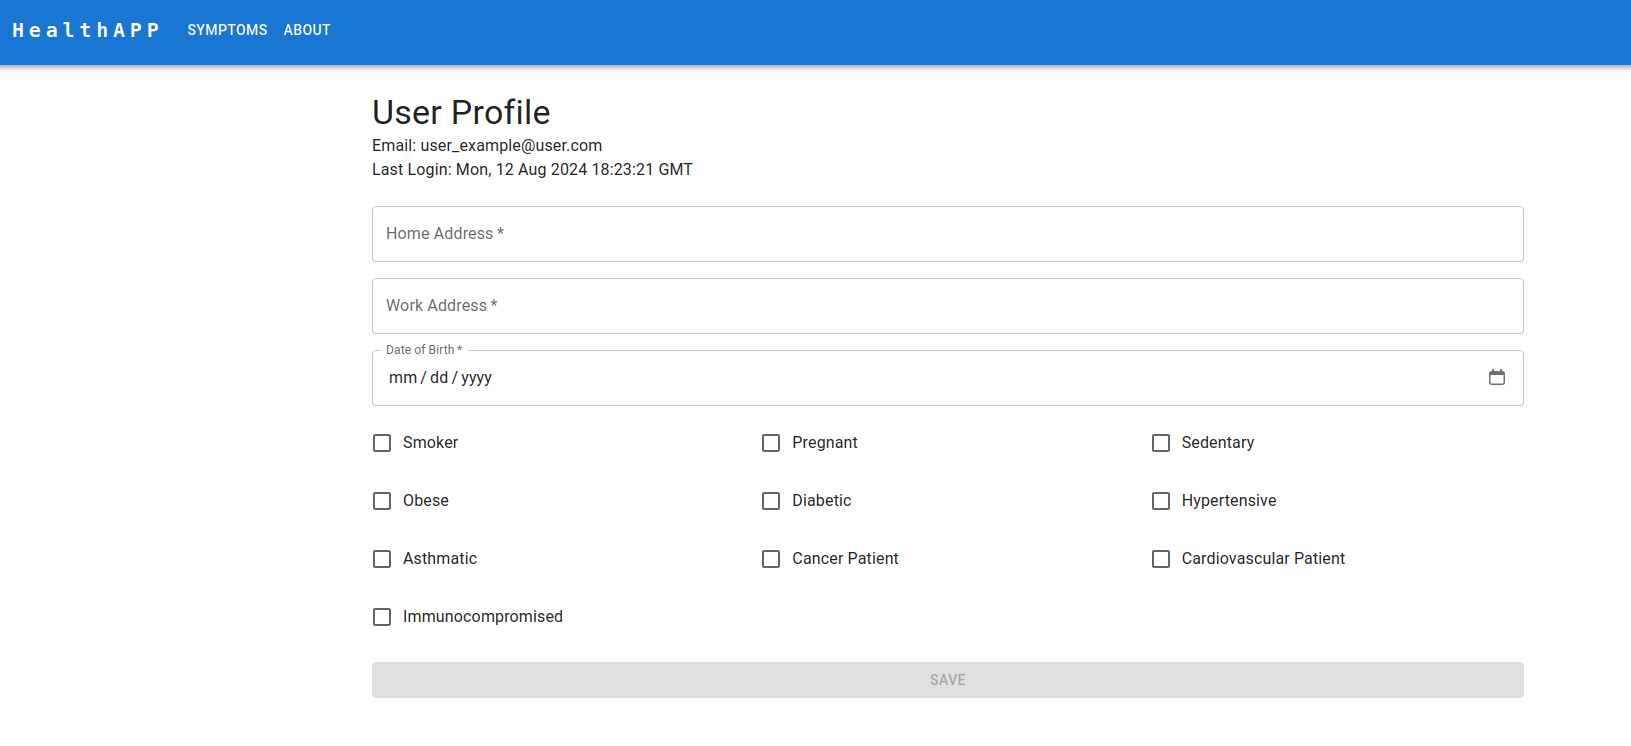 HealthAPP SYMPTOMS ABOUT
User Profile
Email: user_example@user.com
Last Login: Mon, 12 Aug 2024 18:23:21 GMT
Home Address *
Work Address *
Date of Birth *
mm / dd / yyyy
Smoker Pregnant Sedentary
Obese Diabetic Hypertensive
Asthmatic Cancer Patient Cardiovascular Patient
Immunocompromised
SAVE